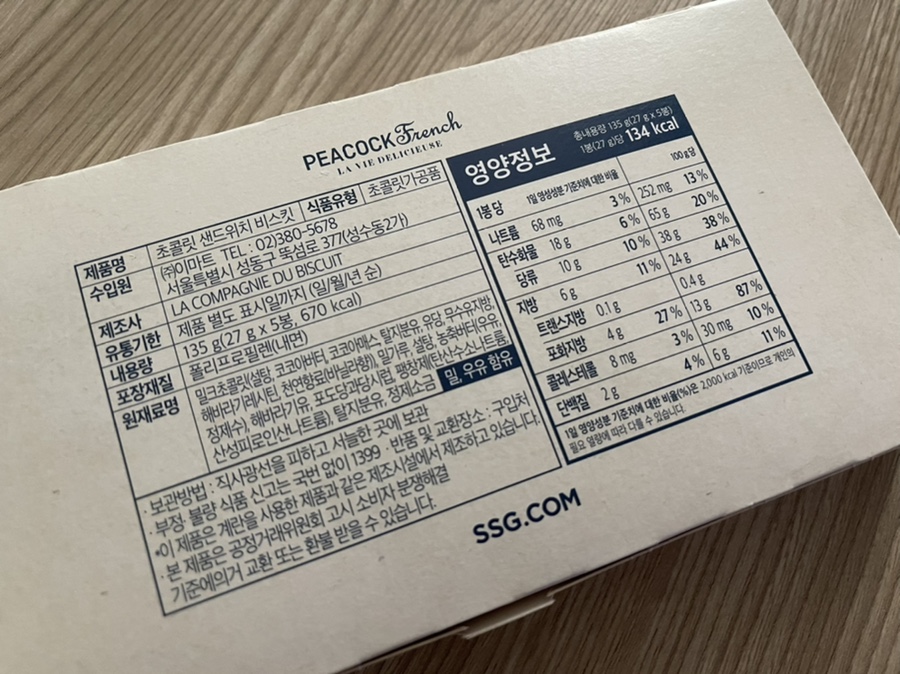 PEACOCK French
LA VIE DELICIEUSE
제품명 초콜릿 샌드위치 비스킷 식품유형 초콜릿가공품
수입원 ㈜이마트 TEL : 02)380-5678
서울특별시 성동구 뚝섬로 377(성수동2가)
제조사 LA COMPAGNIE DU BISCUIT
유통기한 제품 별도 표시일까지 (일/월/년 순)
내용량 135 g(27 g x 5봉, 670 kcal)
포장재질 폴리프로필렌(내면)
원재료명 밀크초콜릿(설탕, 코코아버터, 코코아매스, 탈지분유, 유당, 무수유지방,
해바라기레시틴, 천연향료(바닐라향)), 밀가루, 설탕, 농축버터(우유,
정제수), 해바라기유, 포도당과당시럽, 팽창제(탄산수소나트륨,
산성피로인산나트륨), 탈지분유, 정제소금 밀, 우유 함유
· 보관방법 : 직사광선을 피하고 서늘한 곳에 보관
· 부정·불량 식품 신고는 국번 없이 1399 · 반품 및 교환장소 : 구입처
*이 제품은 계란을 사용한 제품과 같은 제조시설에서 제조하고 있습니다.
· 본 제품은 공정거래위원회 고시 소비자 분쟁해결
기준에의거 교환 또는 환불 받을 수 있습니다.
영양정보 총내용량 135 g(27 g x 5봉)
1봉(27 g)당 134 kcal
1봉당 1일 영양성분 기준치에 대한 비율 100 g당
나트륨 68 mg 3 % 252 mg 13 %
탄수화물 18 g 6 % 65 g 20 %
당류 10 g 10 % 38 g 38 %
지방 6 g 11 % 24 g 44 %
트랜스지방 0.1 g 0.4 g
포화지방 4 g 27 % 13 g 87 %
콜레스테롤 8 mg 3 % 30 mg 10 %
단백질 2 g 4 % 6 g 11 %
1일 영양성분 기준치에 대한 비율(%)은 2,000 kcal 기준이므로 개인의
필요 열량에 따라 다를 수 있습니다.
SSG.COM